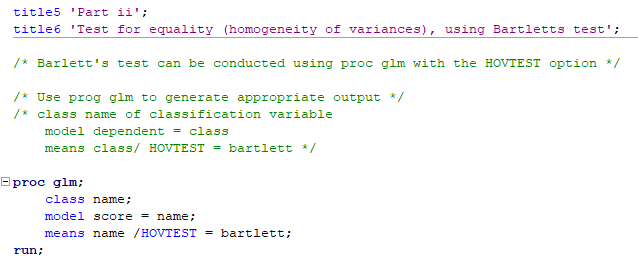 title5 'Part ii';
title6 'Test for equality (homogeneity of variances), using Bartletts test';
/* Barlett's test can be conducted using proc glm with the HOVTEST option */
/* Use prog glm to generate appropriate output */
/* class name of classification variable
model dependent = class
means class/ HOVTEST = bartlett */
proc glm;
class name;
model score = name;
means name /HOVTEST = bartlett;
run;